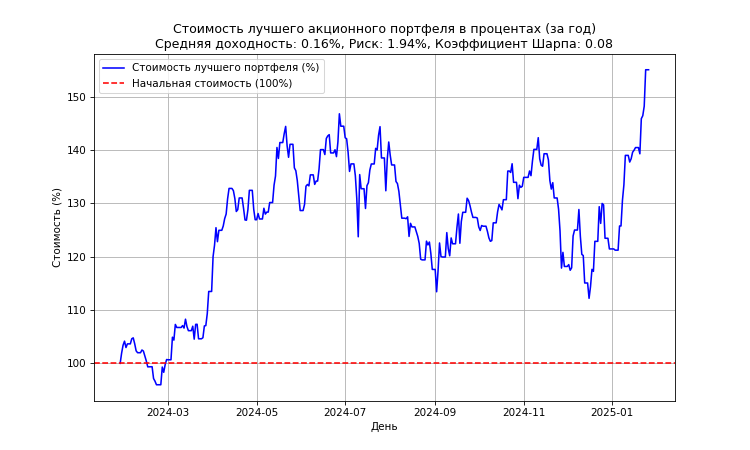 Стоимость лучшего акционного портфеля в процентах (за год)
Средняя доходность: 0.16%, Риск: 1.94%, Коэффициент Шарпа: 0.08
Стоимость лучшего портфеля (%)
Начальная стоимость (100%)
Стоимость (%)
150
140
130
120
110
100
2024-03
2024-05
2024-07
2024-09
2024-11
2025-01
День